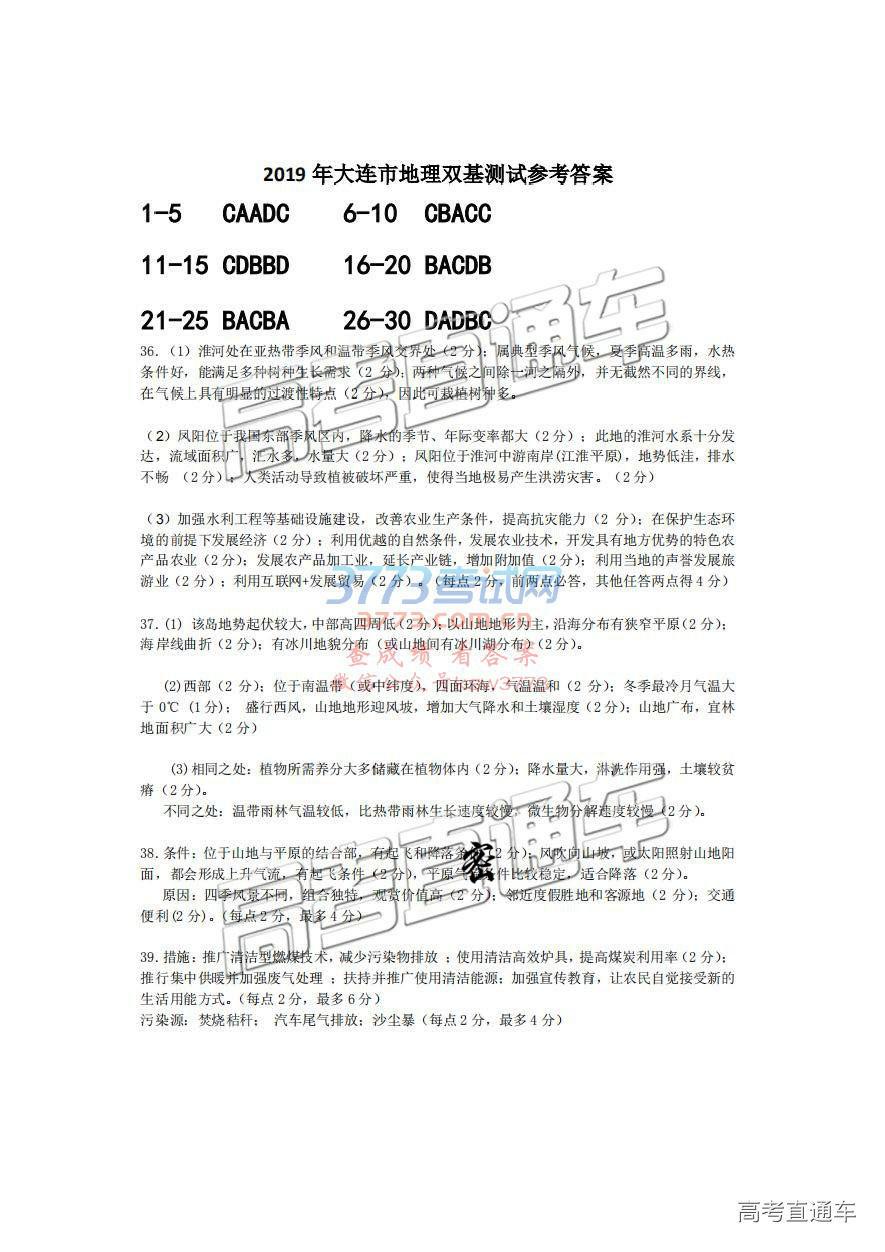 2019 年大连市地理双基测试参考答案
1-5 CAADC 6-10 CBACC
11-15 CDBBD 16-20 BACDB
21-25 BACBA 26-30 DADBC
36.（1）淮河处在亚热带季风和温带季风交界处（2 分）；属典型季风气候，夏季高温多雨，水热
条件好，能满足多种树种生长需求（2 分）；两种气候之间除一河之隔外，并无截然不同的界线，
在气候上具有明显的过渡性特点（2 分），因此可栽植树种多。
（2）凤阳位于我国东部季风区内，降水的季节、年际变率都大（2 分）；此地的淮河水系十分发
达，流域面积广，汇水多，水量大（2 分）；凤阳位于淮河中游南岸(江淮平原)，地势低洼，排水
不畅 （2 分）；人类活动导致植被破坏严重，使得当地极易产生洪涝灾害。（2 分）
（3）加强水利工程等基础设施建设，改善农业生产条件，提高抗灾能力（2 分）；在保护生态环
境的前提下发展经济（2 分）；利用优越的自然条件，发展农业技术，开发具有地方优势的特色农
产品农业（2 分）；发展农产品加工业，延长产业链，增加附加值（2 分）；利用当地的声誉发展旅
游业（2 分）；利用互联网+发展贸易（2 分）。（每点 2 分，前两点必答，其他任答两点得 4 分）
37.(1) 该岛地势起伏较大，中部高四周低（2 分），以山地地形为主，沿海分布有狭窄平原（2 分）；
海岸线曲折（2 分）；有冰川地貌分布（或山地间有冰川湖分布）（2 分）。
(2)西部（2 分）；位于南温带（或中纬度），四面环海，气温温和（2 分）；冬季最冷月气温大
于 0℃（1 分)； 盛行西风，山地地形迎风坡，增加大气降水和土壤湿度（2 分）；山地广布，宜林
地面积广大（2 分）
(3)相同之处：植物所需养分大多储藏在植物体内（2 分）；降水量大，淋洗作用强，土壤较贫
瘠（2 分）。
不同之处：温带雨林气温较低，比热带雨林生长速度较慢，微生物分解速度较慢（2 分）。
38.条件：位于山地与平原的结合部，有起飞和降落条 2 分）；风吹向山坡，或太阳照射山地阳
面，都会形成上升气流，有起飞条件（2 分），平原气 件比较稳定，适合降落（2 分）。
原因：四季风景不同，组合独特，观赏价值高（2 分）；邻近度假胜地和客源地（2 分）；交通
便利(2 分)。（每点 2 分，最多 4 分）
39.措施：推广清洁型燃煤技术，减少污染物排放 ；使用清洁高效炉具，提高煤炭利用率（2 分）；
推行集中供暖并加强废气处理 ；扶持并推广使用清洁能源；加强宣传教育，让农民自觉接受新的
生活用能方式。（每点 2 分，最多 6 分）
污染源：焚烧秸秆； 汽车尾气排放；沙尘暴（每点 2 分，最多 4 分）
高考直通车
3773考试网
3773.com.cn
查成绩 看答案
高考直通车
密
高考直通车